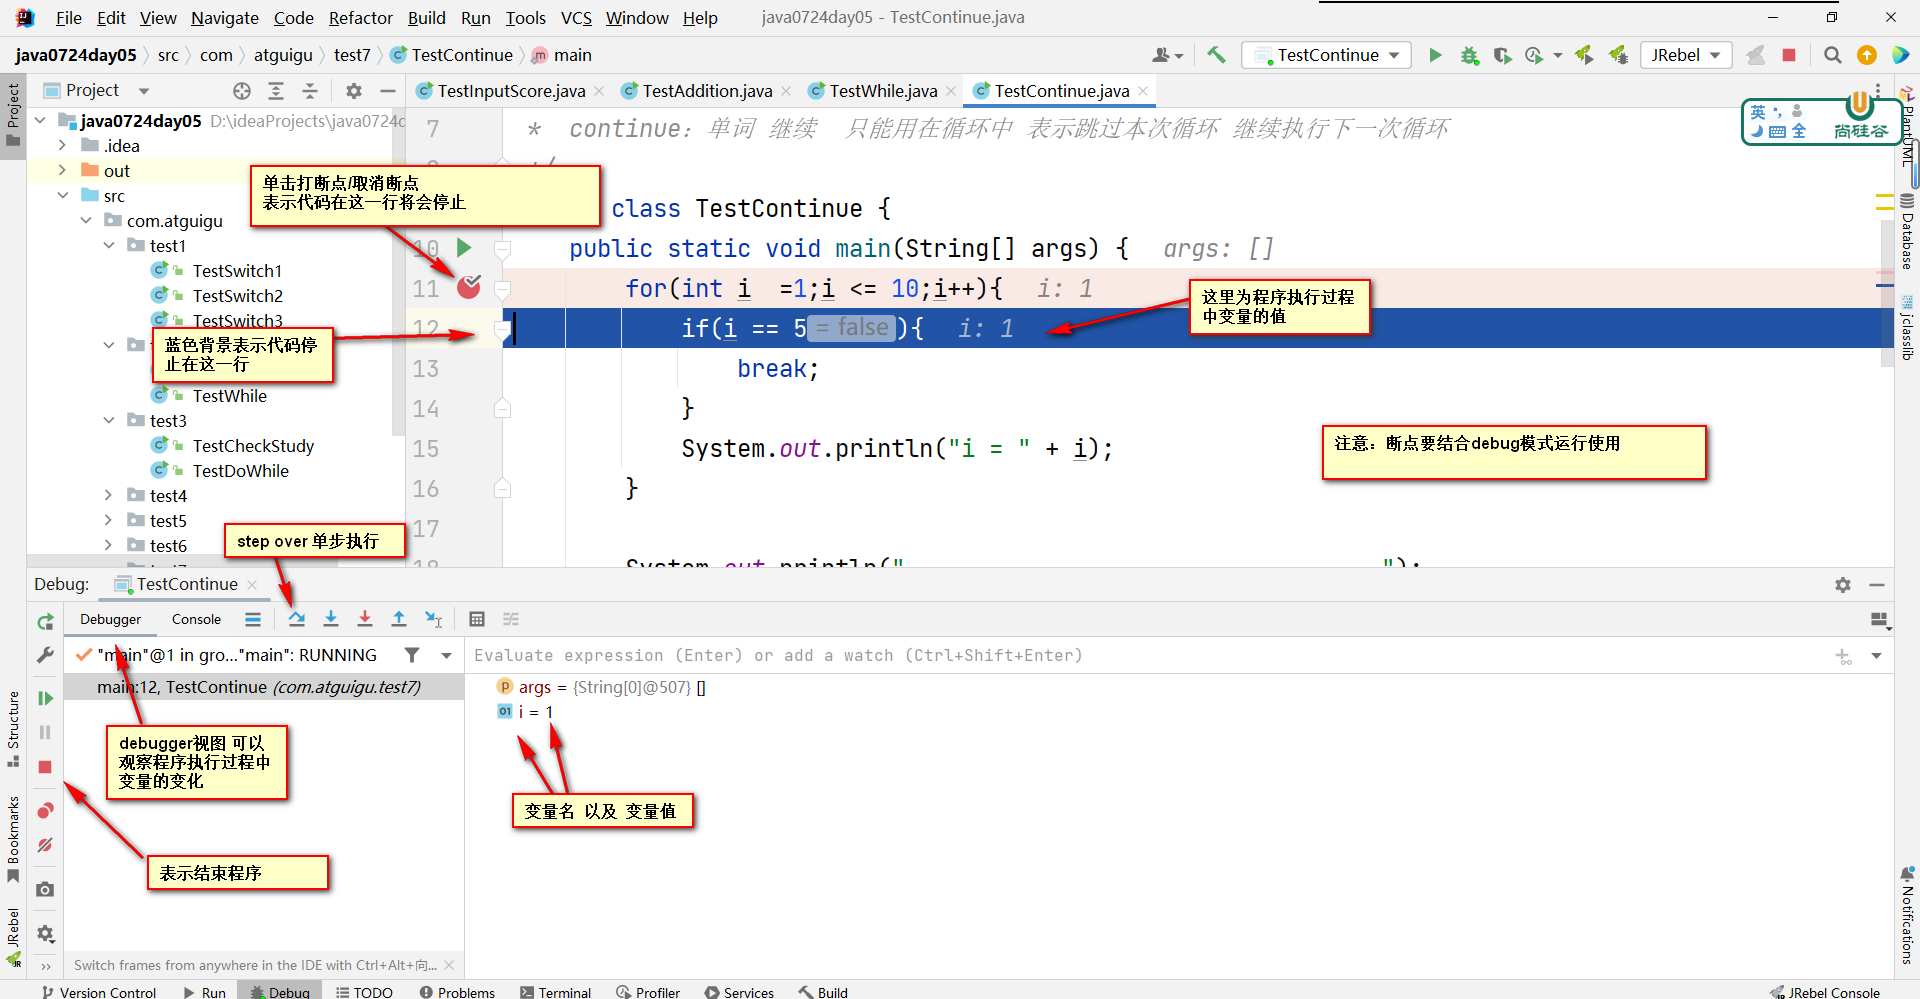 File Edit View Navigate Code Refactor Build Run Tools VCS Window Help java0724day05 - TestContinue.java
java0724day05 src com atguigu test7 TestContinue main TestContinue JRebel
Project
Project
TestInputScore.java TestAddition.java TestWhile.java TestContinue.java
java0724day05 D:\ideaProjects\java0724d
.idea
out
src
com.atguigu
test1
TestSwitch1
TestSwitch2
TestSwitch3
TestWhile
test3
TestCheckStudy
TestDoWhile
test4
test5
test6
7 * continue: 单词 继续 只能用在循环中 表示跳过本次循环 继续执行下一次循环
class TestContinue {
10 public static void main(String[] args) { args: []
11 for(int i =1;i <= 10;i++){ i: 1
12 if(i == 5 = false ){ i: 1
13 break;
14 }
15 System.out.println("i = " + i);
16 }
17
18 System.out.println(" ");
单击打断点/取消断点
表示代码在这一行将会停止
蓝色背景表示代码停
止在这一行
这里为程序执行过程
中变量的值
注意：断点要结合debug模式运行使用
step over 单步执行
英
全
尚硅谷
PlantUML
Database
jclasslib
Notifications
Debug: TestContinue
Debugger Console
"main"@1 in gro..."main": RUNNING
Evaluate expression (Enter) or add a watch (Ctrl+Shift+Enter)
main:12, TestContinue (com.atguigu.test7)
args = {String[0]@507} []
i = 1
debugger视图 可以
观察程序执行过程中
变量的变化
变量名 以及 变量值
表示结束程序
Structure
Bookmarks
JRebel
Switch frames from anywhere in the IDE with Ctrl+Alt+向...
Version Control Run Debug TODO Problems Terminal Profiler Services Build JRebel Console